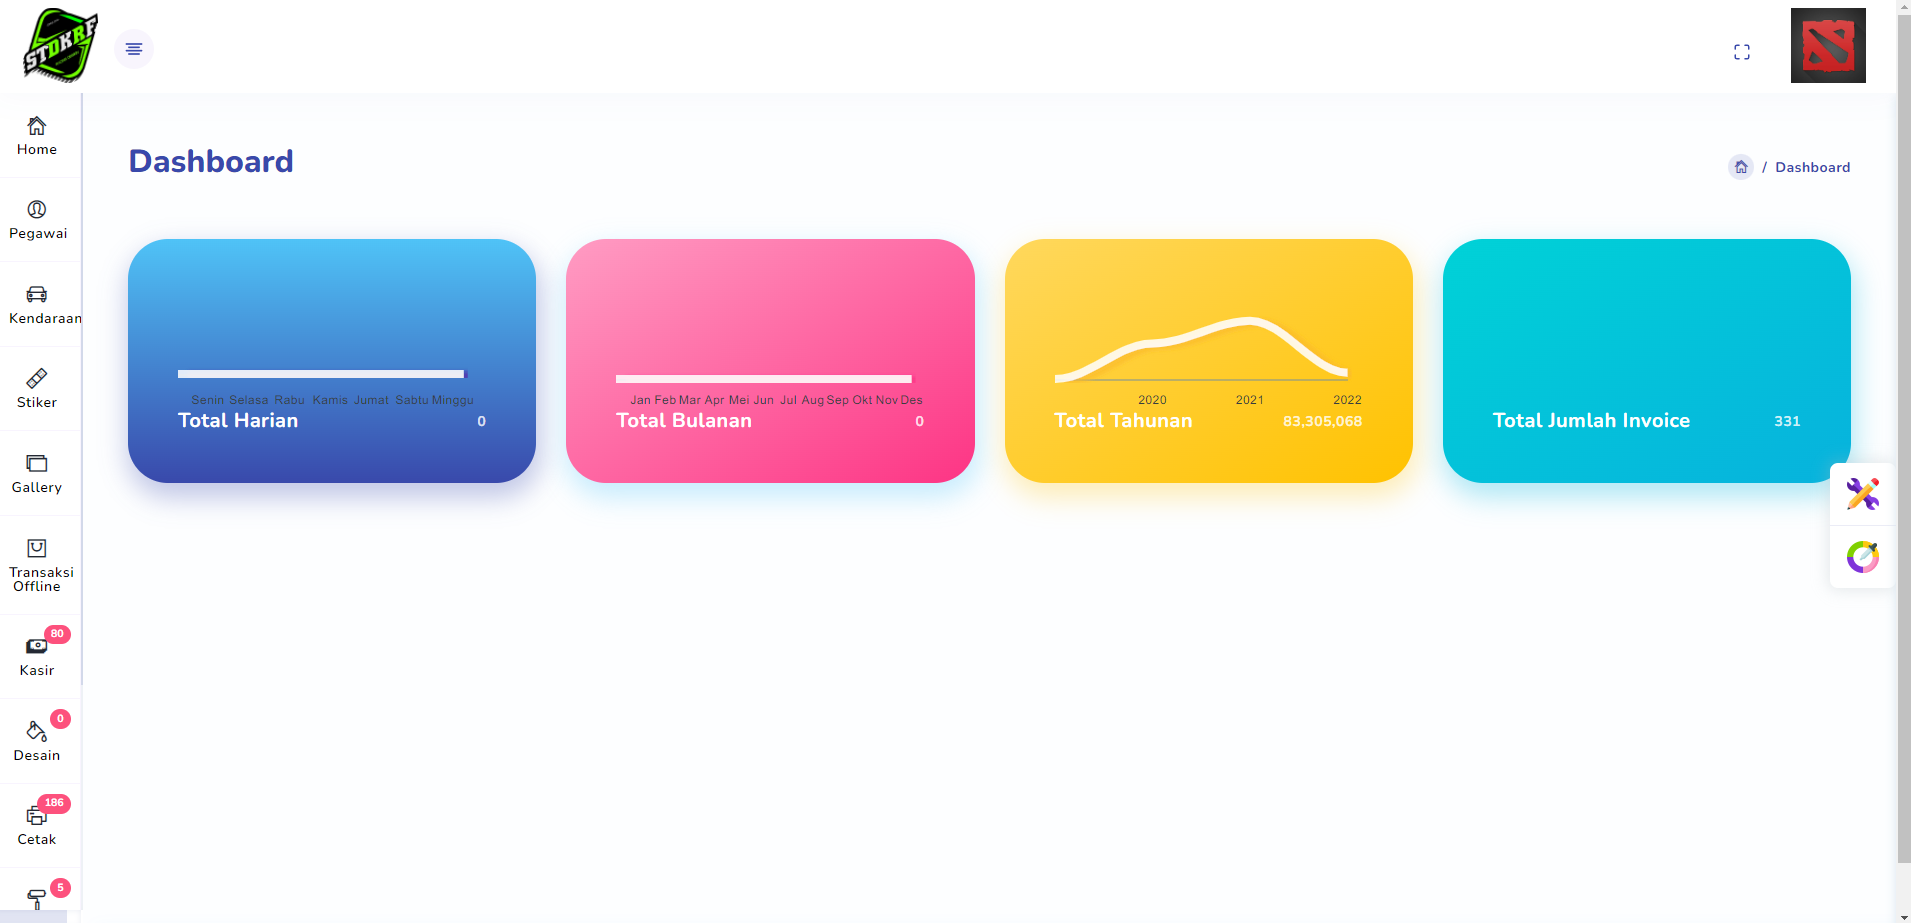 STDKRF
Dashboard
/ Dashboard
Home
Pegawai
Kendaraan
Stiker
Gallery
Transaksi
Offline
80
Kasir
0
Desain
186
Cetak
5
Senin Selasa Rabu Kamis Jumat Sabtu Minggu
Total Harian 0
Jan Feb Mar Apr Mei Jun Jul Aug Sep Okt Nov Des
Total Bulanan 0
2020 2021 2022
Total Tahunan 83,305,068
Total Jumlah Invoice 331